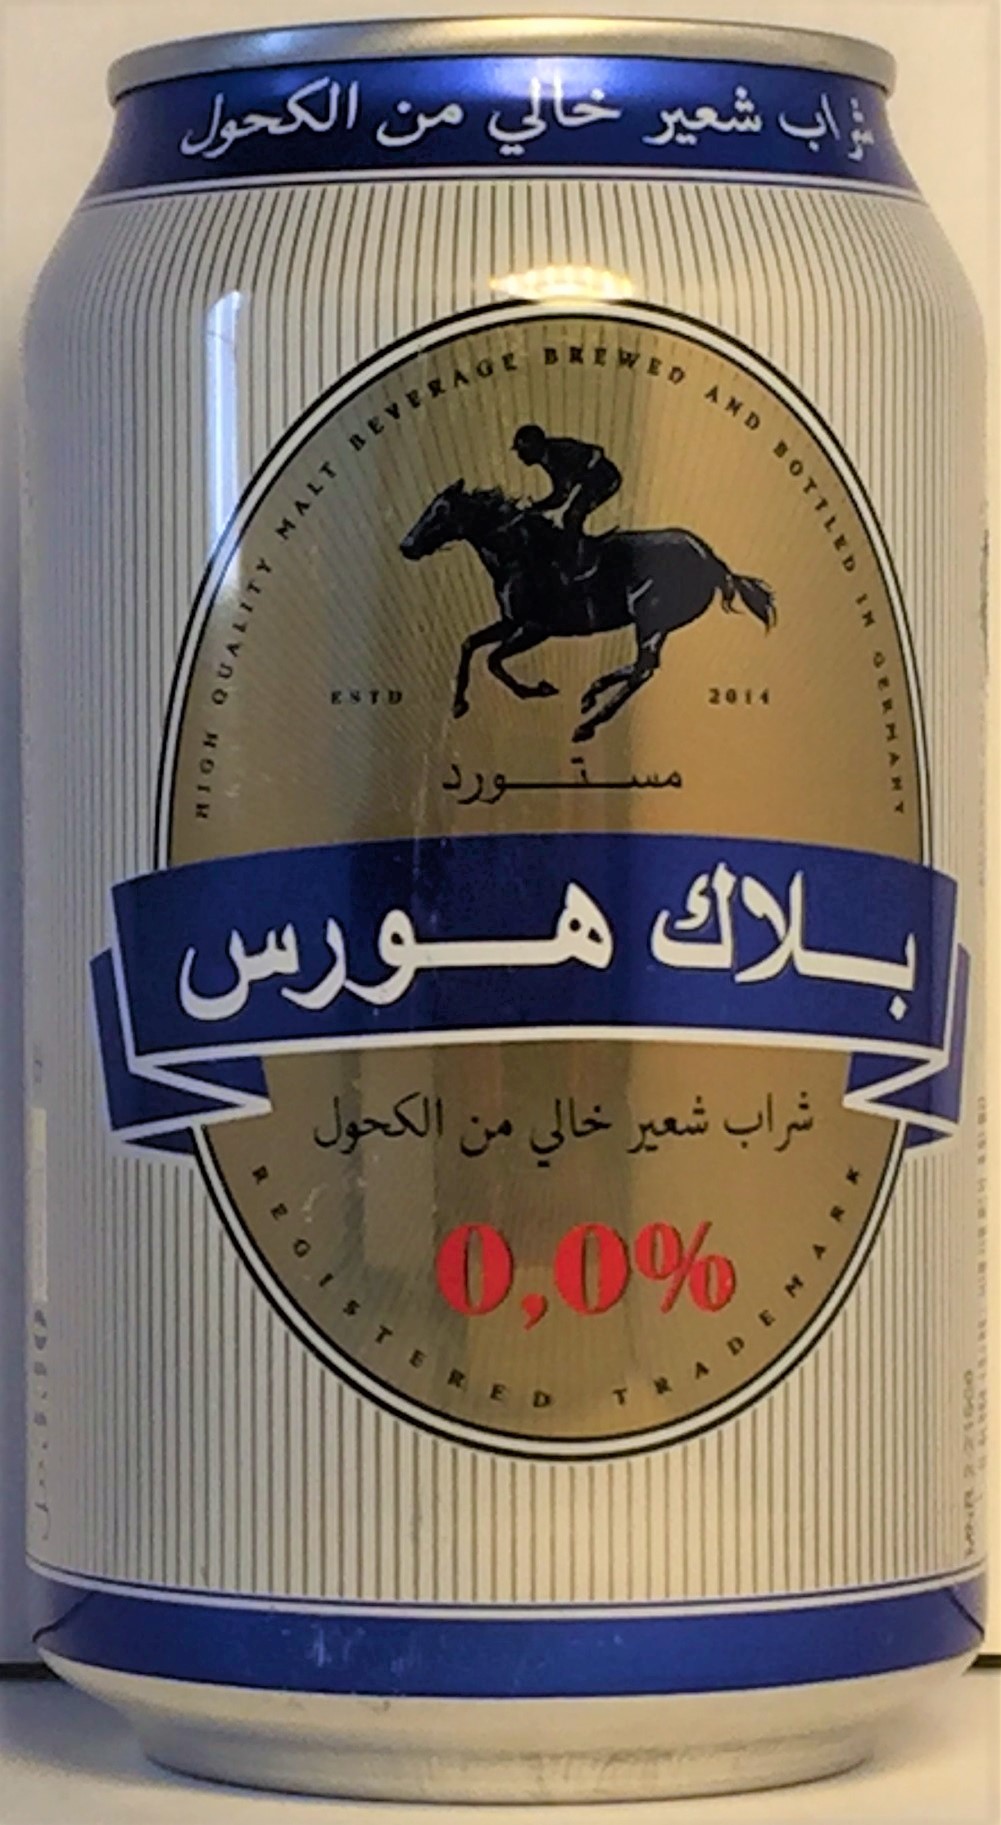 شراب شعير خالي من الكحول
HIGH QUALITY MALT BEVERAGE BREWED AND BOTTLED IN GERMANY
ESTD 2014
مستورد
بلاك هورس
شراب شعير خالي من الكحول
0,0%
REGISTERED TRADEMARK